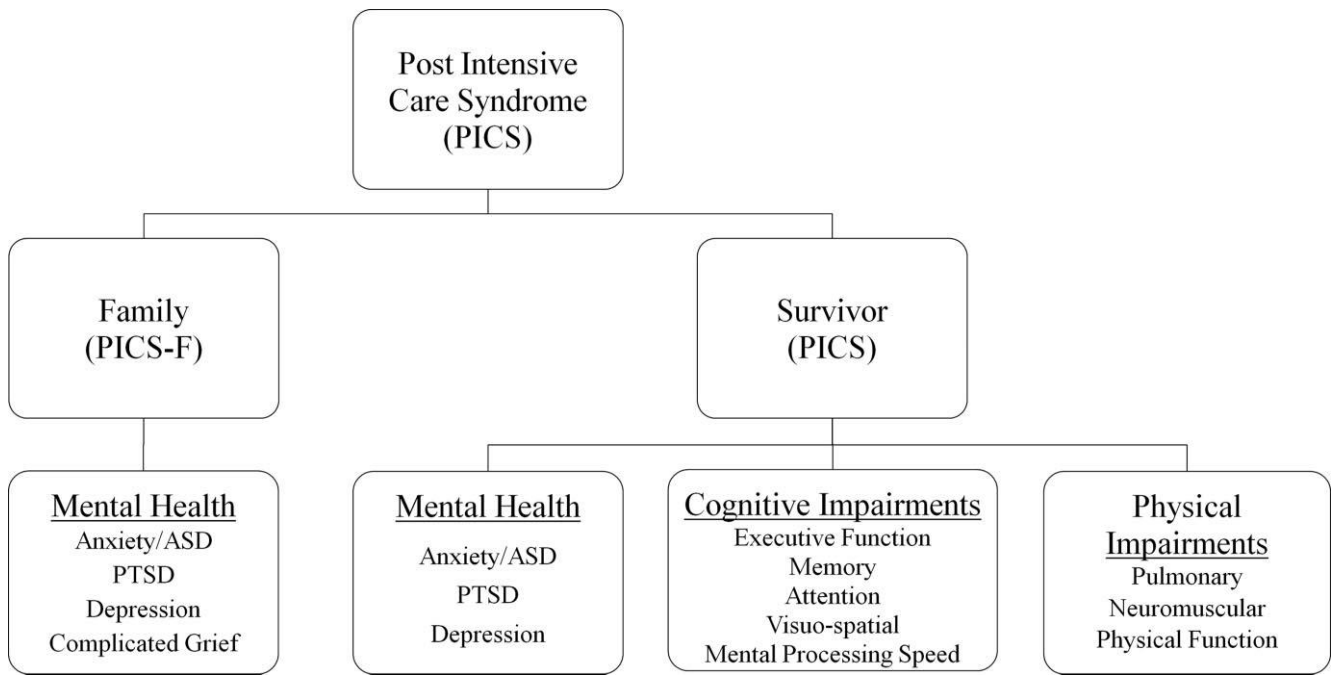 Post Intensive
Care Syndrome
(PICS)
Family
(PICS-F)
Survivor
(PICS)
Mental Health
Anxiety/ASD
PTSD
Depression
Complicated Grief
Mental Health
Anxiety/ASD
PTSD
Depression
Cognitive Impairments
Executive Function
Memory
Attention
Visuo-spatial
Mental Processing Speed
Physical
Impairments
Pulmonary
Neuromuscular
Physical Function